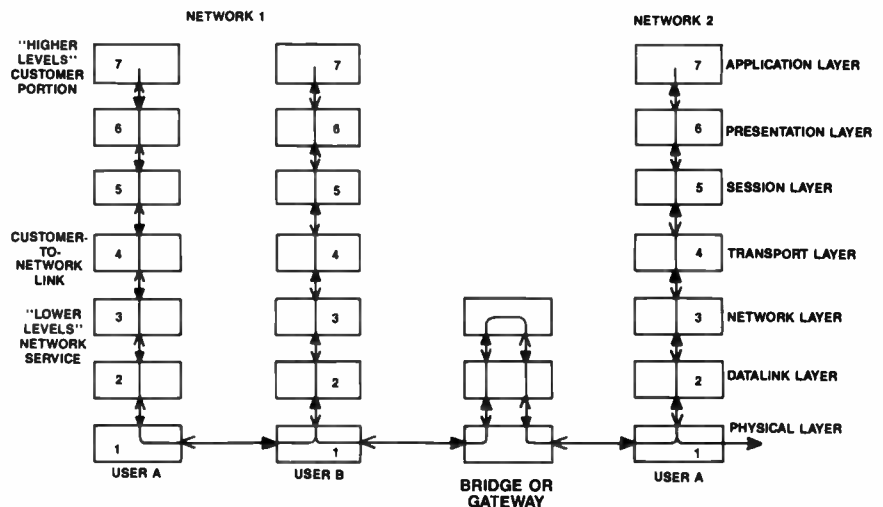 NETWORK 1
NETWORK 2
"HIGHER
LEVELS"
CUSTOMER
PORTION
7
7
7
APPLICATION LAYER
6
6
6
PRESENTATION LAYER
5
5
5
SESSION LAYER
CUSTOMER-
TO-
NETWORK
LINK
4
4
4
TRANSPORT LAYER
"LOWER
LEVELS"
NETWORK
SERVICE
3
3
3
NETWORK LAYER
2
2
2
DATALINK LAYER
1
1
1
PHYSICAL LAYER
USER A
USER B
BRIDGE OR
GATEWAY
USER A